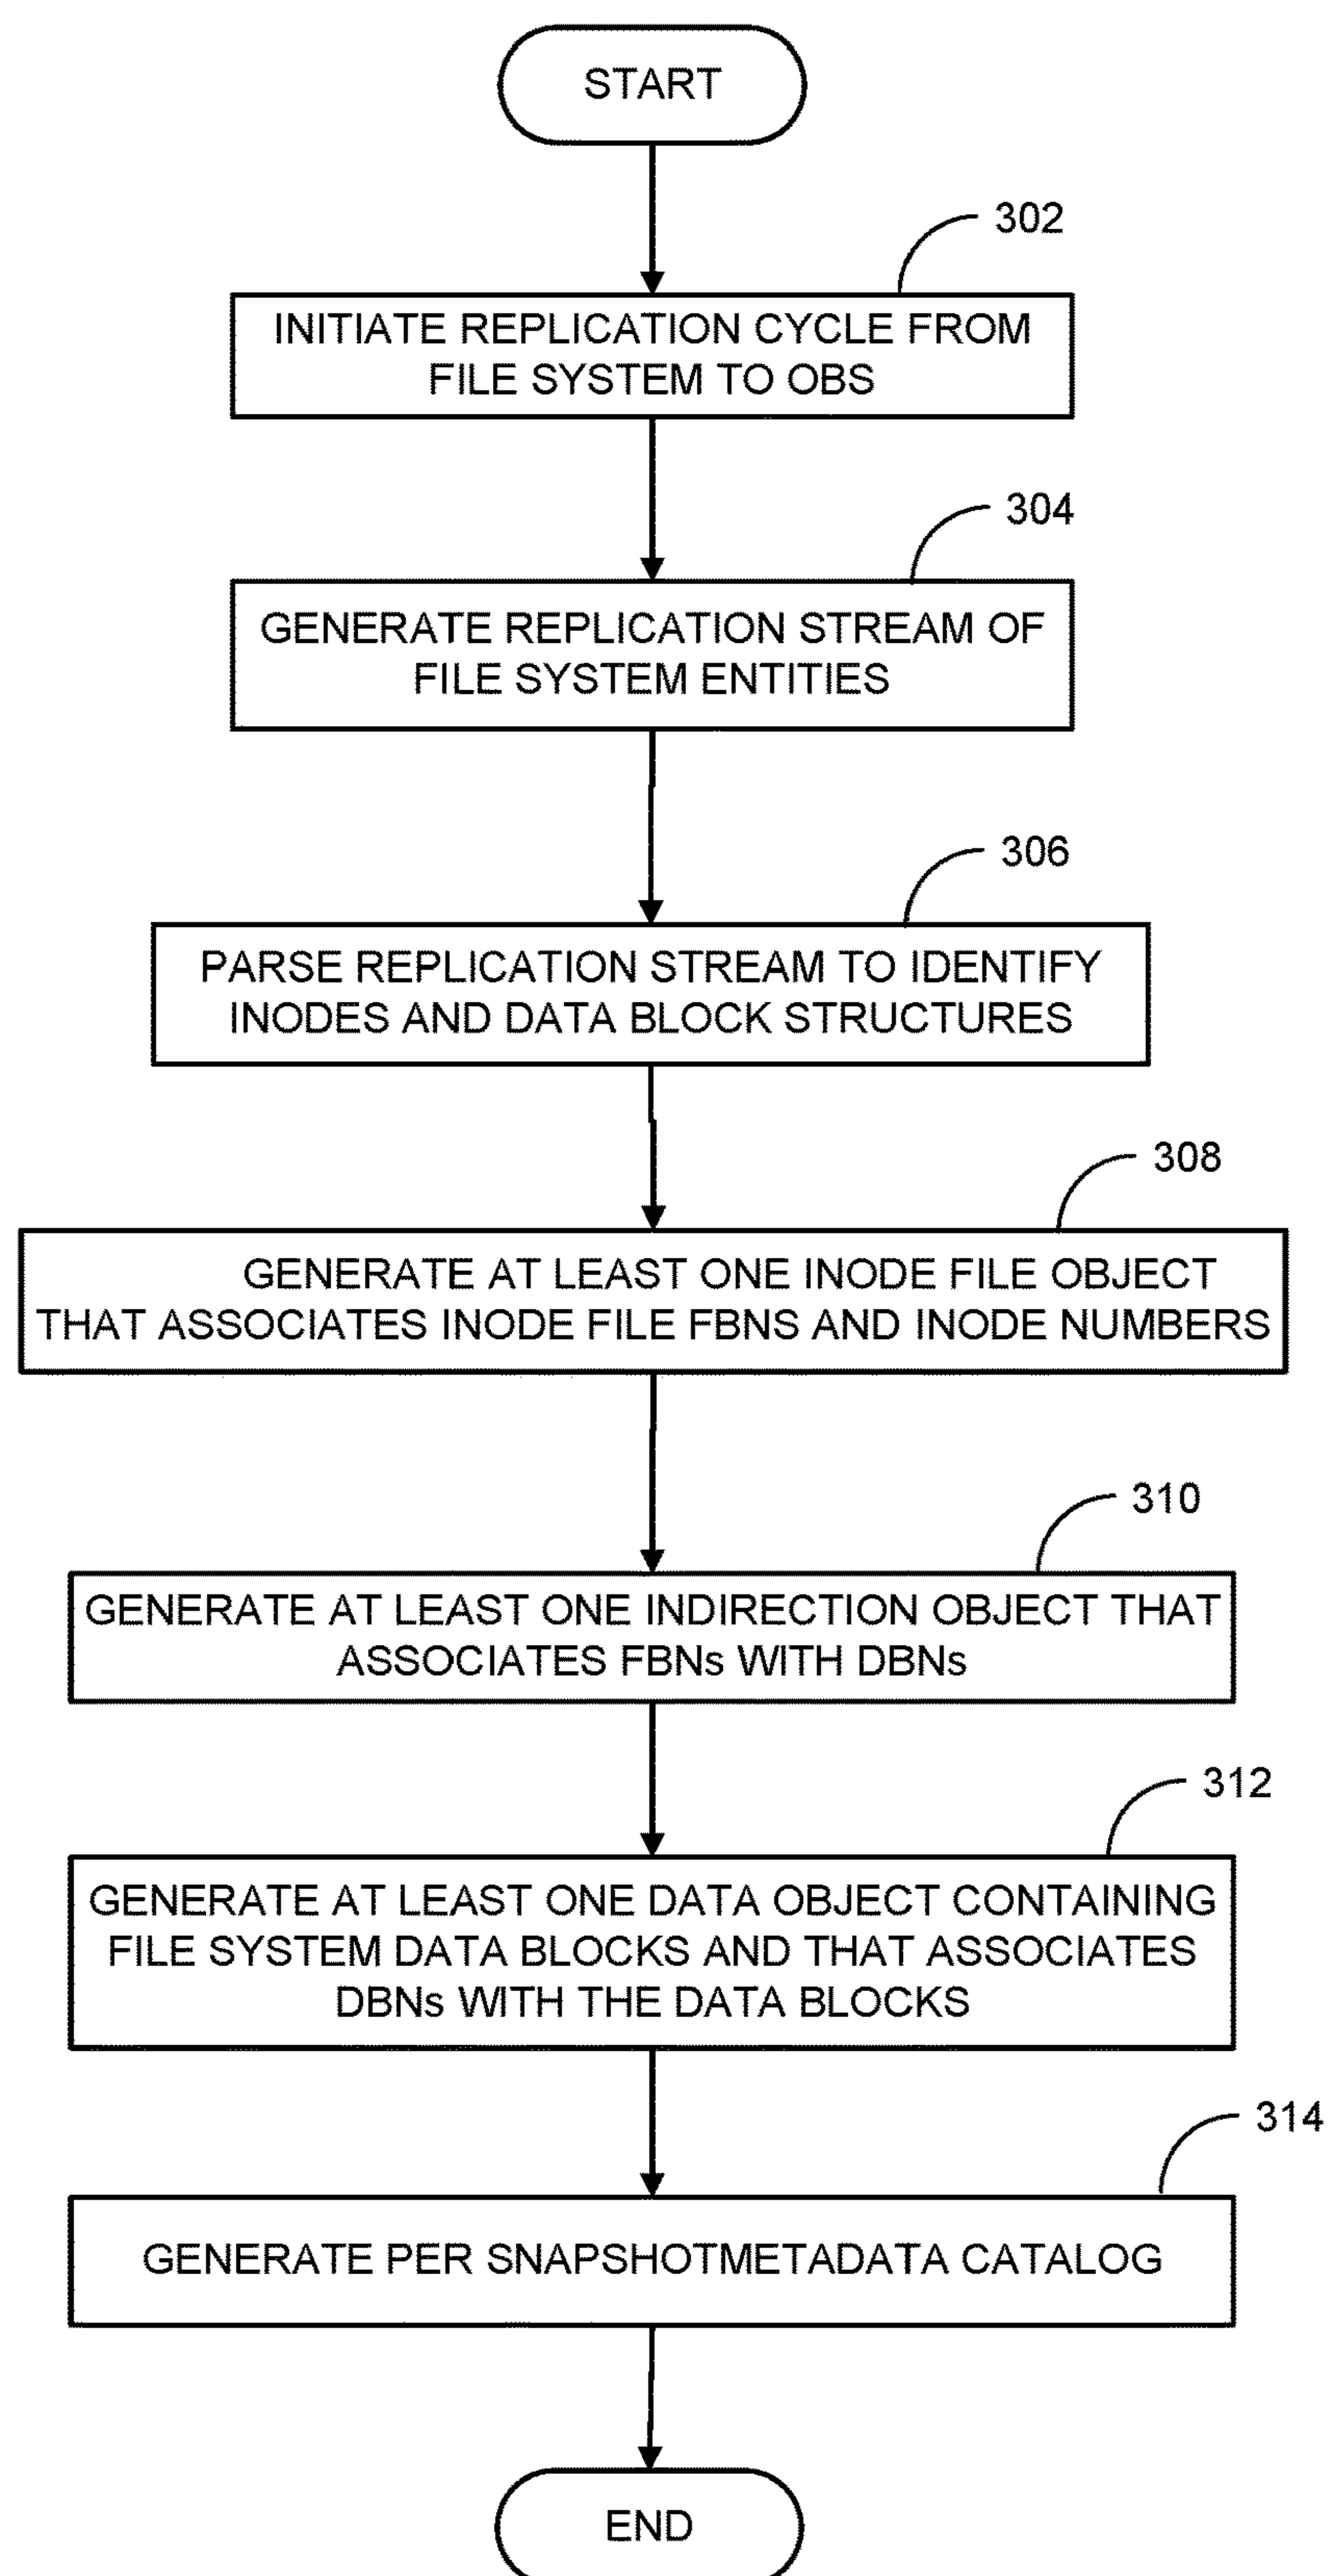 START
302
INITIATE REPLICATION CYCLE FROM
FILE SYSTEM TO OBS
304
GENERATE REPLICATION STREAM OF
FILE SYSTEM ENTITIES
306
PARSE REPLICATION STREAM TO IDENTIFY
INODES AND DATA BLOCK STRUCTURES
308
GENERATE AT LEAST ONE INODE FILE OBJECT
THAT ASSOCIATES INODE FILE FBNS AND INODE NUMBERS
310
GENERATE AT LEAST ONE INDIRECTION OBJECT THAT
ASSOCIATES FBNs WITH DBNs
312
GENERATE AT LEAST ONE DATA OBJECT CONTAINING
FILE SYSTEM DATA BLOCKS AND THAT ASSOCIATES
DBNs WITH THE DATA BLOCKS
314
GENERATE PER SNAPSHOTMETADATA CATALOG
END